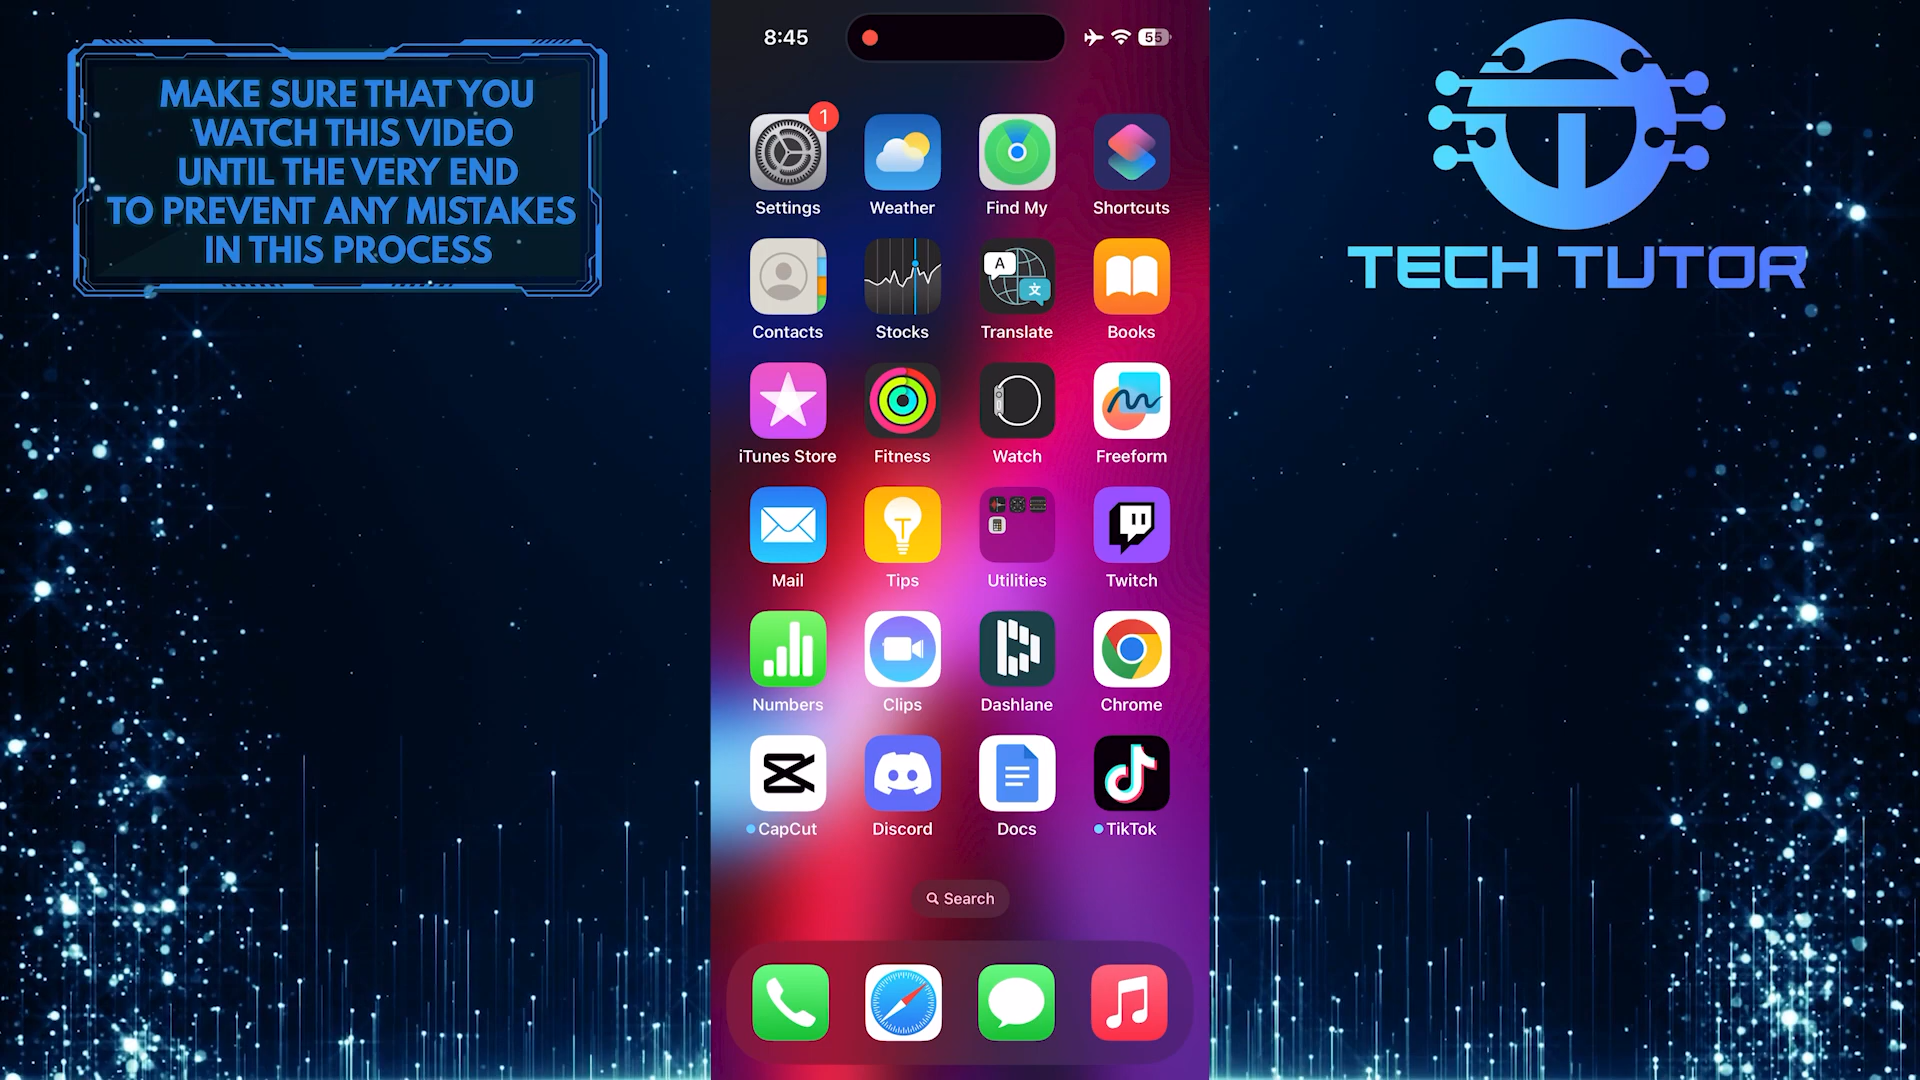 MAKE SURE THAT YOU
WATCH THIS VIDEO
UNTIL THE VERY END
TO PREVENT ANY MISTAKES
IN THIS PROCESS
8:45
55
1
Settings
Weather
Find My
Shortcuts
A
文
Contacts
Stocks
Translate
Books
iTunes Store
Fitness
Watch
Freeform
Mail
Tips
Utilities
Twitch
Numbers
Clips
Dashlane
Chrome
CapCut
Discord
Docs
TikTok
Search
TECH TUTOR